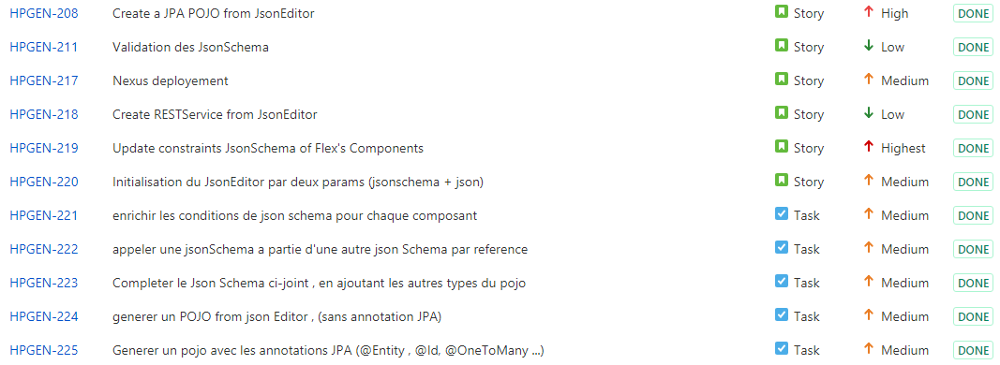 HPGEN-208 Create a JPA POJO from JsonEditor Story High DONE
HPGEN-211 Validation des JsonSchema Story Low DONE
HPGEN-217 Nexus deployement Story Medium DONE
HPGEN-218 Create RESTService from JsonEditor Story Low DONE
HPGEN-219 Update constraints JsonSchema of Flex's Components Story Highest DONE
HPGEN-220 Initialisation du JsonEditor par deux params (jsonschema + json) Story Medium DONE
HPGEN-221 enrichir les conditions de json schema pour chaque composant Task Medium DONE
HPGEN-222 appeler une jsonSchema a partie d'une autre json Schema par reference Task Medium DONE
HPGEN-223 Completer le Json Schema ci-joint , en ajoutant les autres types du pojo Task Medium DONE
HPGEN-224 generer un POJO from json Editor , (sans annotation JPA) Task Medium DONE
HPGEN-225 Generer un pojo avec les annotations JPA (@Entity , @Id, @OneToMany ...) Task Medium DONE